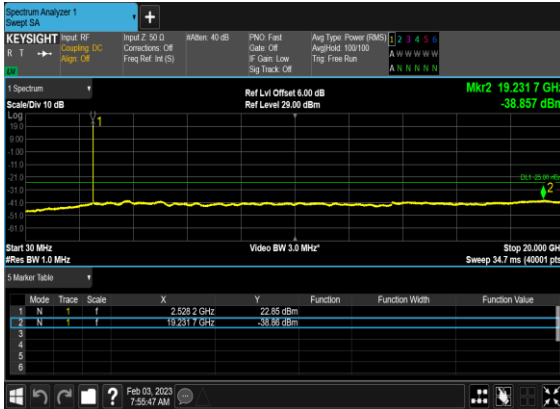 Spectrum Analyzer 1
Swept SA
+
KEYSIGHT Input: RF Input Z: 50 Ω #Atten: 40 dB PNO: Fast Avg Type: Power (RMS) 1 2 3 4 5 6
R T Coupling: DC Corrections: Off Gate: Off Avg|Hold: 100/100 A W W W W W
Align: Off Freq Ref: Int (S) IF Gain: Low Trig: Free Run
Sig Track: Off A N N N N N
1 Spectrum
Scale/Div 10 dB
Ref Lvl Offset 6.00 dB
Ref Level 29.00 dBm
Mkr2 19.231 7 GHz
-38.857 dBm
Log
1
19.0
9.00
-1.00
-11.0
-21.0
DL1 -25.00 dBm
2
-31.0
-41.0
-51.0
-61.0
Start 30 MHz Video BW 3.0 MHz* Stop 20.000 GHz
#Res BW 1.0 MHz Sweep 34.7 ms (40001 pts)
5 Marker Table
Mode Trace Scale X Y Function Function Width Function Value
1 N 1 f 2.528 2 GHz 22.85 dBm
2 N 1 f 19.231 7 GHz -38.86 dBm
3
4
5
6
? Feb 03, 2023
7:55:47 AM